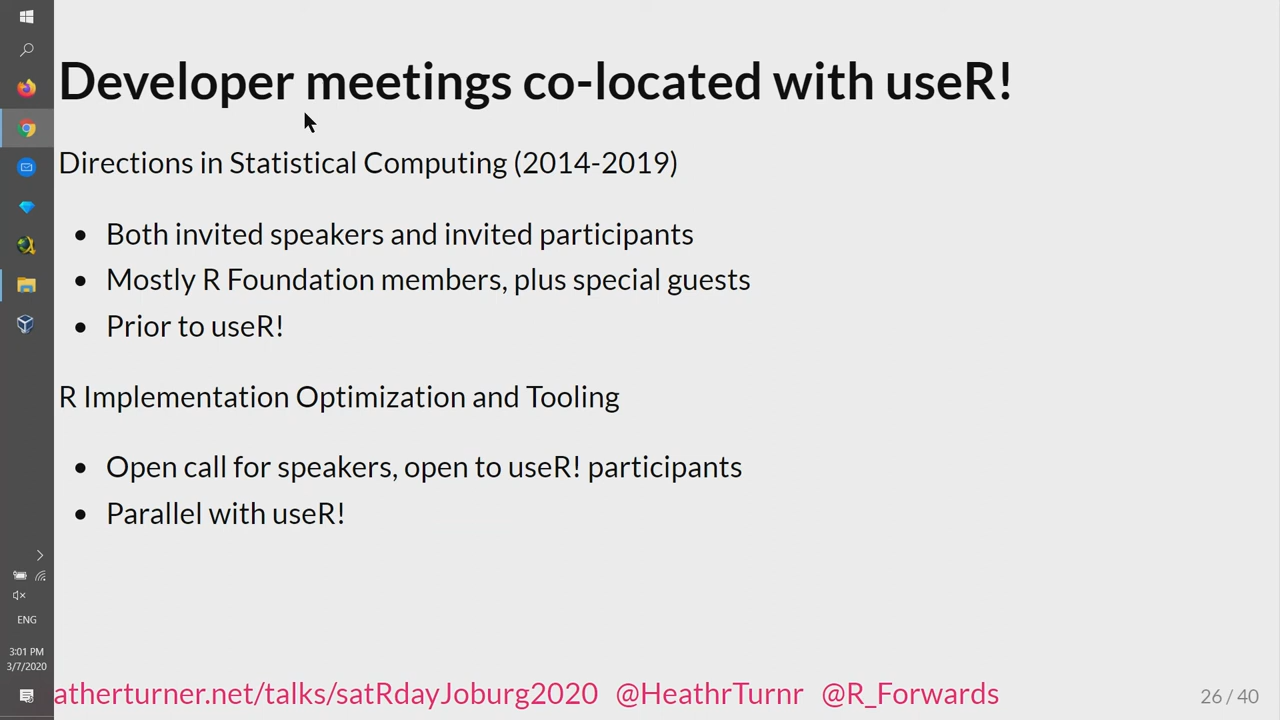 Developer meetings co-located with useR!
Directions in Statistical Computing (2014-2019)
• Both invited speakers and invited participants
• Mostly R Foundation members, plus special guests
• Prior to useR!
R Implementation Optimization and Tooling
• Open call for speakers, open to useR! participants
• Parallel with useR!
ENG
3:01 PM
3/7/2020
atherturner.net/talks/satRdayJoburg2020 @HeathrTurnr @R_Forwards
26 / 40